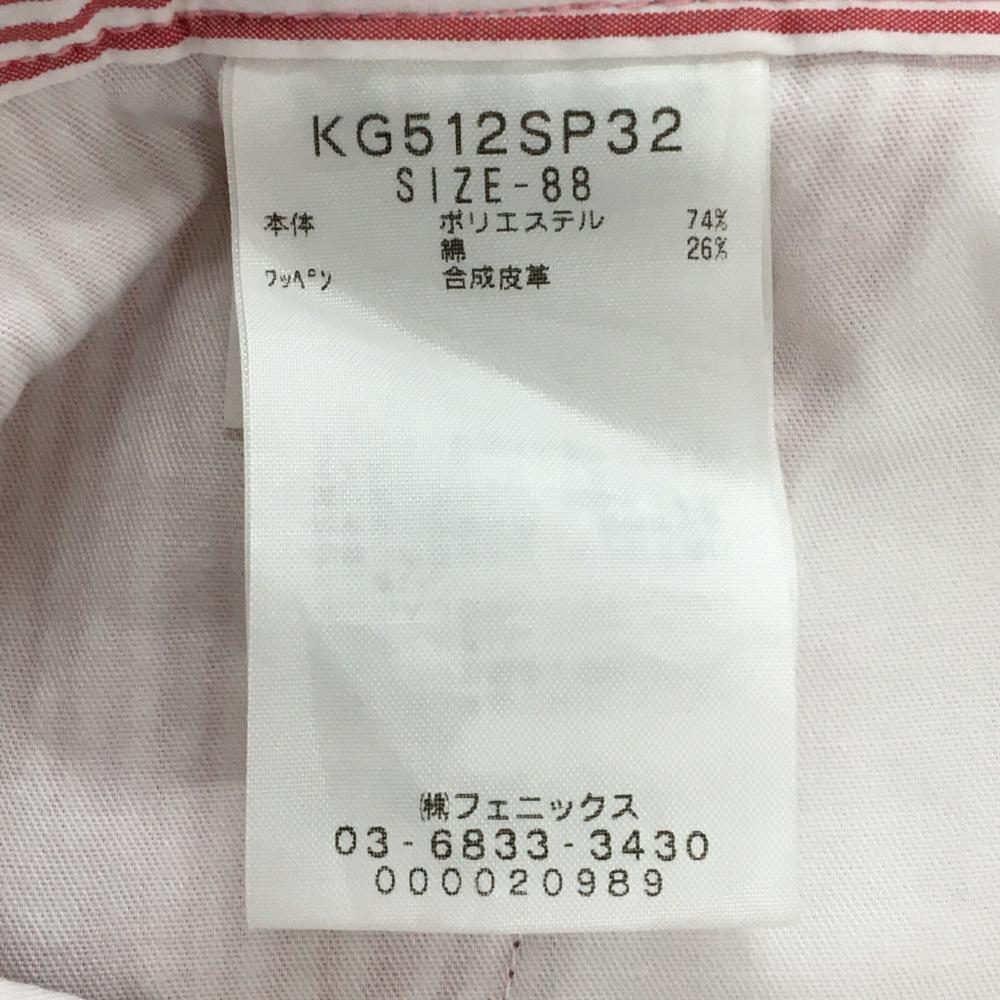 KG512SP32
SIZE-88
本体 ポリエステル 74%
綿 26%
ワッペン 合成皮革
㈱フェニックス
03-6833-3430
000020989